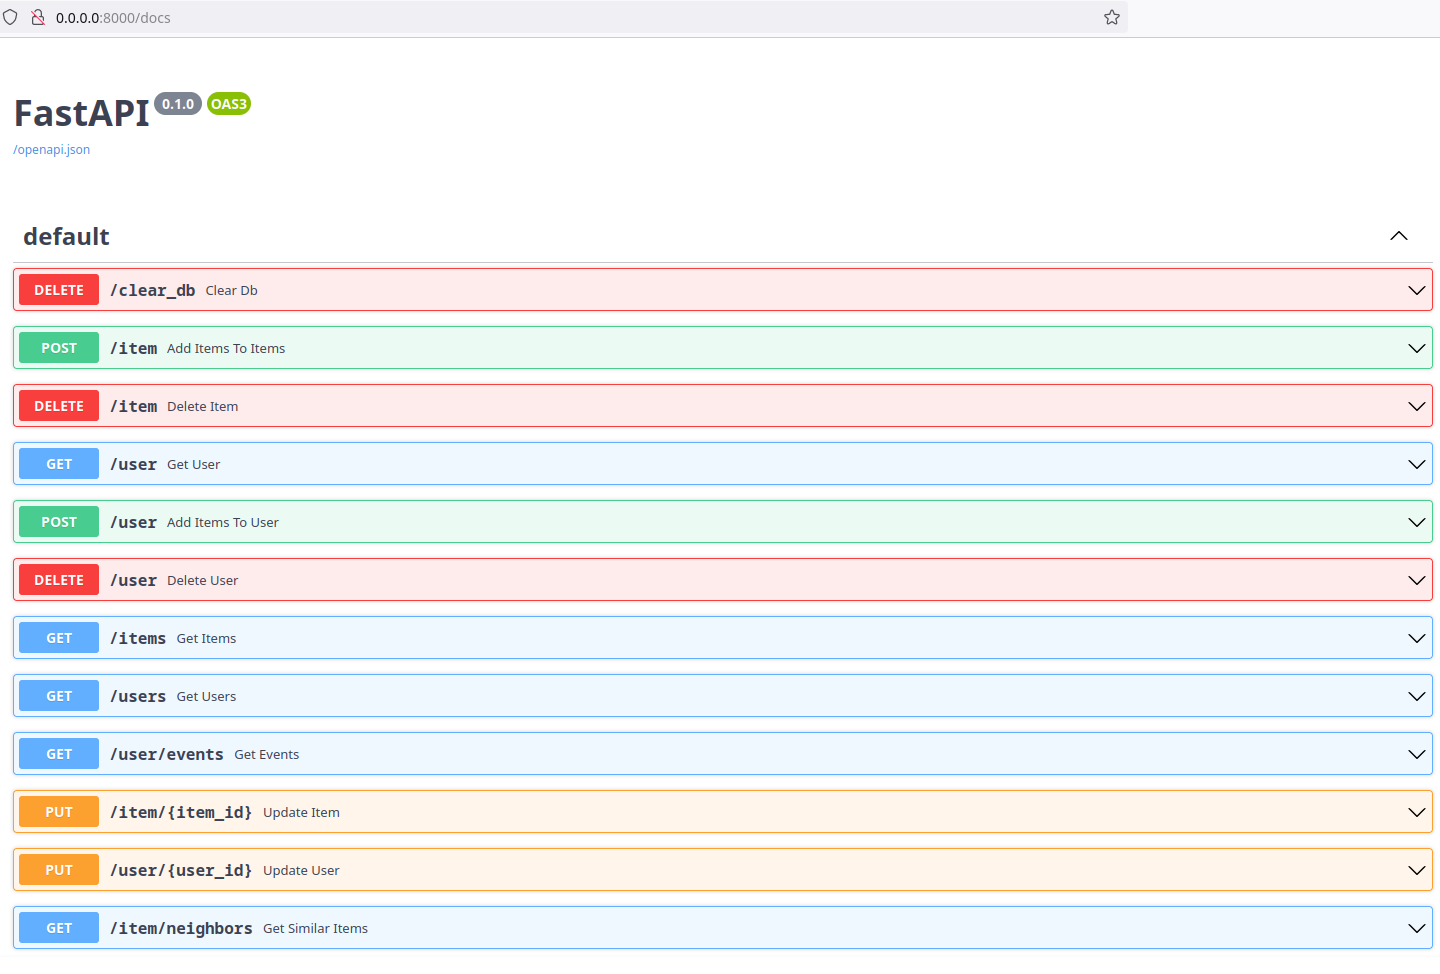 0.0.0.0:8000/docs
FastAPI 0.1.0 OAS3
/openapi.json
default
DELETE /clear_db Clear Db
POST /item Add Items To Items
DELETE /item Delete Item
GET /user Get User
POST /user Add Items To User
DELETE /user Delete User
GET /items Get Items
GET /users Get Users
GET /user/events Get Events
PUT /item/{item_id} Update Item
PUT /user/{user_id} Update User
GET /item/neighbors Get Similar Items